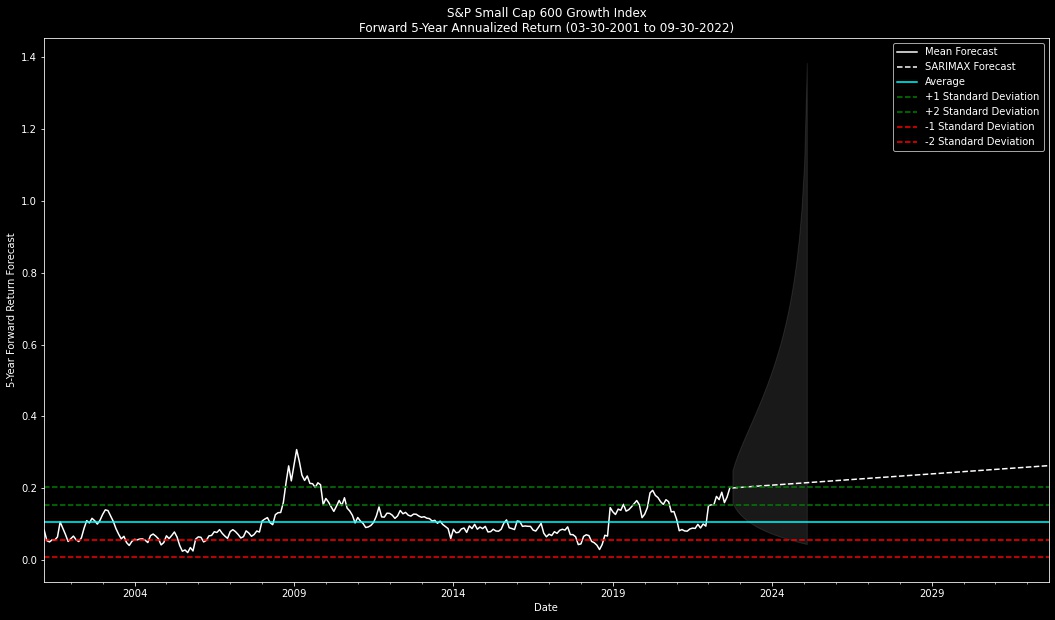 S&P Small Cap 600 Growth Index
Forward 5-Year Annualized Return (03-30-2001 to 09-30-2022)
Mean Forecast
SARIMAX Forecast
Average
+1 Standard Deviation
+2 Standard Deviation
-1 Standard Deviation
-2 Standard Deviation
5-Year Forward Return Forecast
1.4
1.2
1.0
0.8
0.6
0.4
0.2
0.0
2004
2009
2014
2019
2024
2029
Date